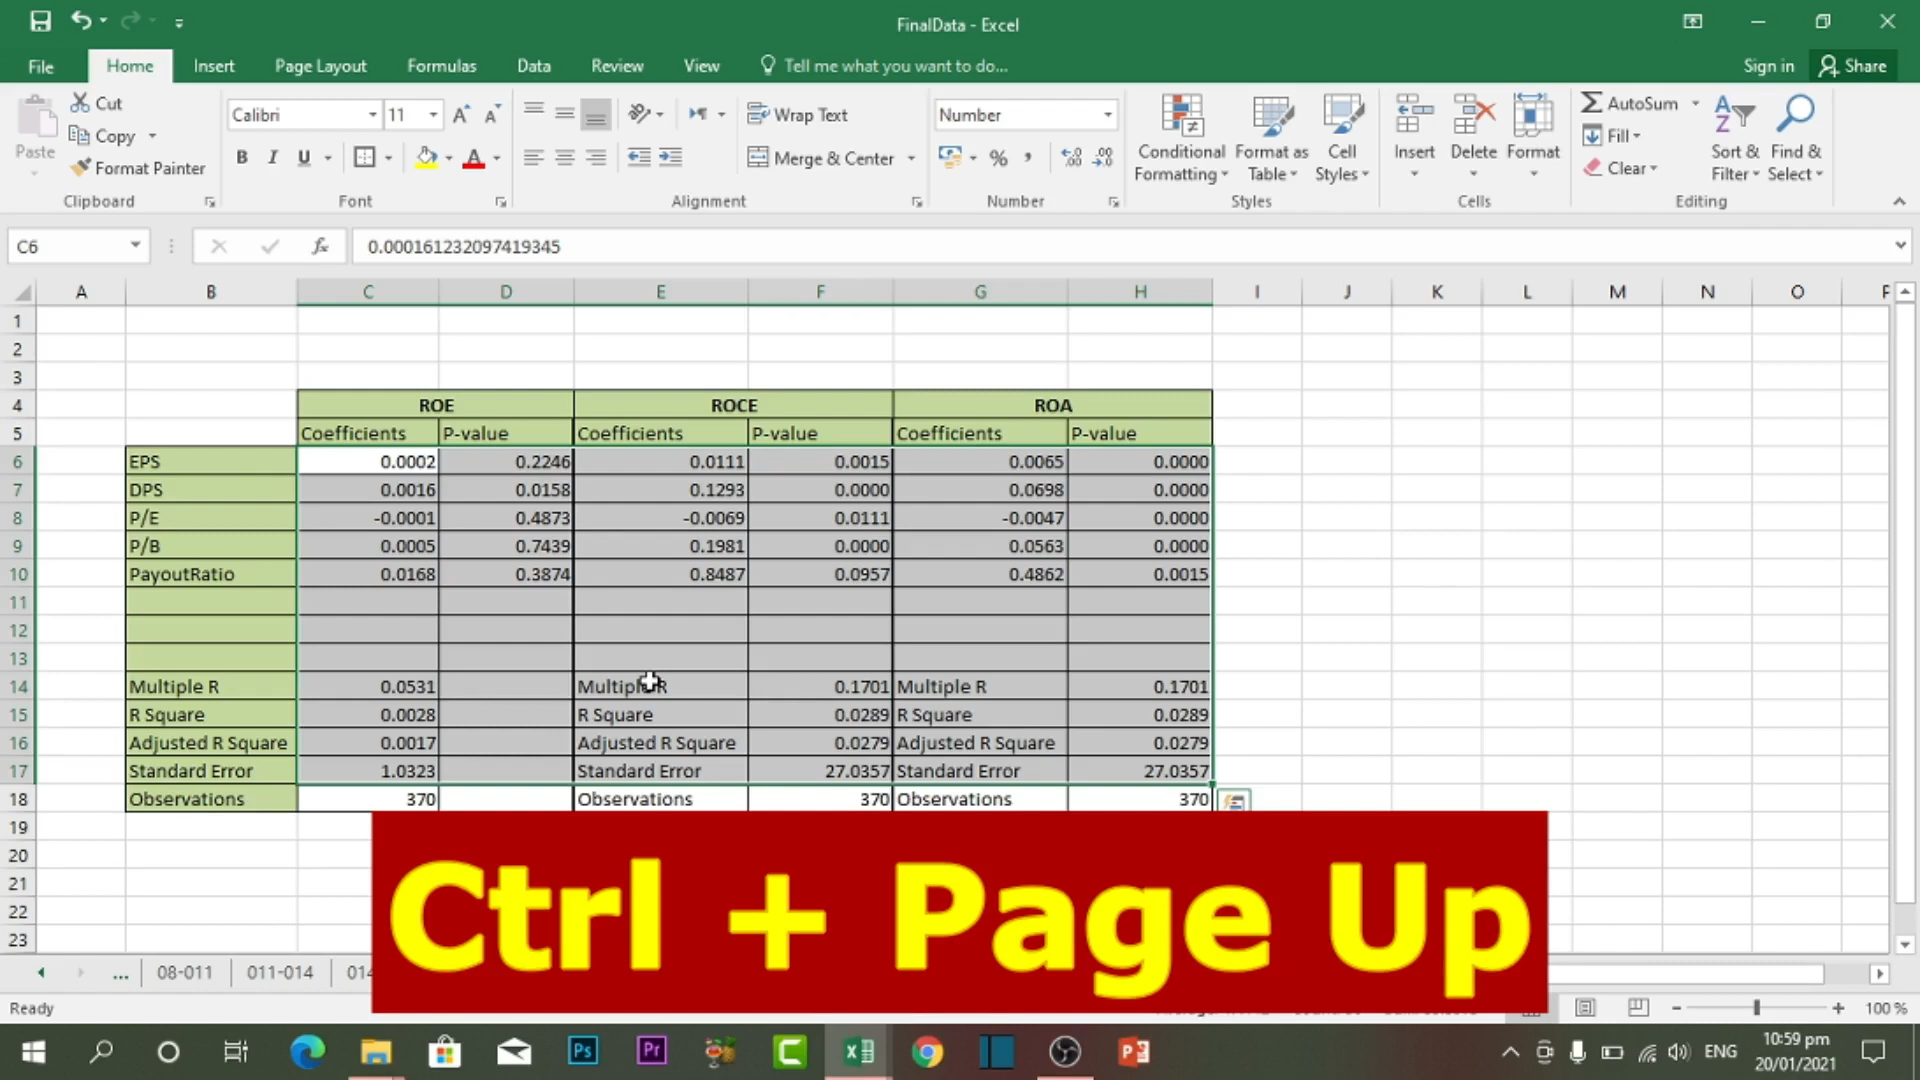 FinalData - Excel
File Home Insert Page Layout Formulas Data Review View Tell me what you want to do... Sign in Share
Paste Cut Copy Format Painter
Calibri 11
B I U A
Wrap Text
Merge & Center
Number
% ,
Conditional Formatting Format as Table Cell Styles
Insert Delete Format
AutoSum Fill Clear
Sort & Filter Find & Select
Clipboard Font Alignment Number Styles Cells Editing
C6 fx 0.000161232097419345
A B C D E F G H I J K L M N O
1
2
3
4 ROE ROCE ROA
5 Coefficients P-value Coefficients P-value Coefficients P-value
6 EPS 0.0002 0.2246 0.0111 0.0015 0.0065 0.0000
7 DPS 0.0016 0.0158 0.1293 0.0000 0.0698 0.0000
8 P/E -0.0001 0.4873 -0.0069 0.0111 -0.0047 0.0000
9 P/B 0.0005 0.7439 0.1981 0.0000 0.0563 0.0000
10 PayoutRatio 0.0168 0.3874 0.8487 0.0957 0.4862 0.0015
11
12
13
14 Multiple R 0.0531 Multiple R 0.1701 Multiple R 0.1701
15 R Square 0.0028 R Square 0.0289 R Square 0.0289
16 Adjusted R Square 0.0017 Adjusted R Square 0.0279 Adjusted R Square 0.0279
17 Standard Error 1.0323 Standard Error 27.0357 Standard Error 27.0357
18 Observations 370 Observations 370 Observations 370
19
20
21
22
23
Ctrl + Page Up
... 08-011 011-014
Ready 100 %
Ps Pr ENG 10:59 pm
20/01/2021